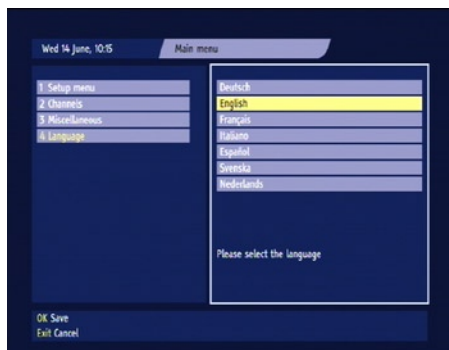 Wed 14 June, 10:15
Main menu
1 Setup menu
2 Channels
3 Miscellaneous
4 Language
Deutsch
English
Français
Italiano
Español
Svenska
Nederlands
Please select the language
OK Save
Exit Cancel